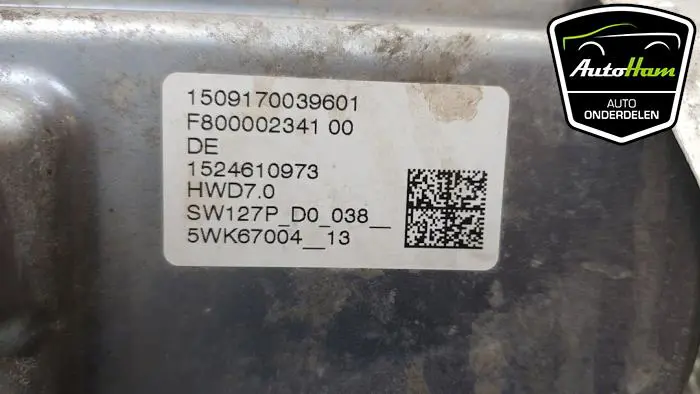 1509170039601
F800002341 00
DE
1524610973
HWD7.0
SW127P_D0_038__
5WK67004__13
AutoHam
AUTO
ONDERDELEN